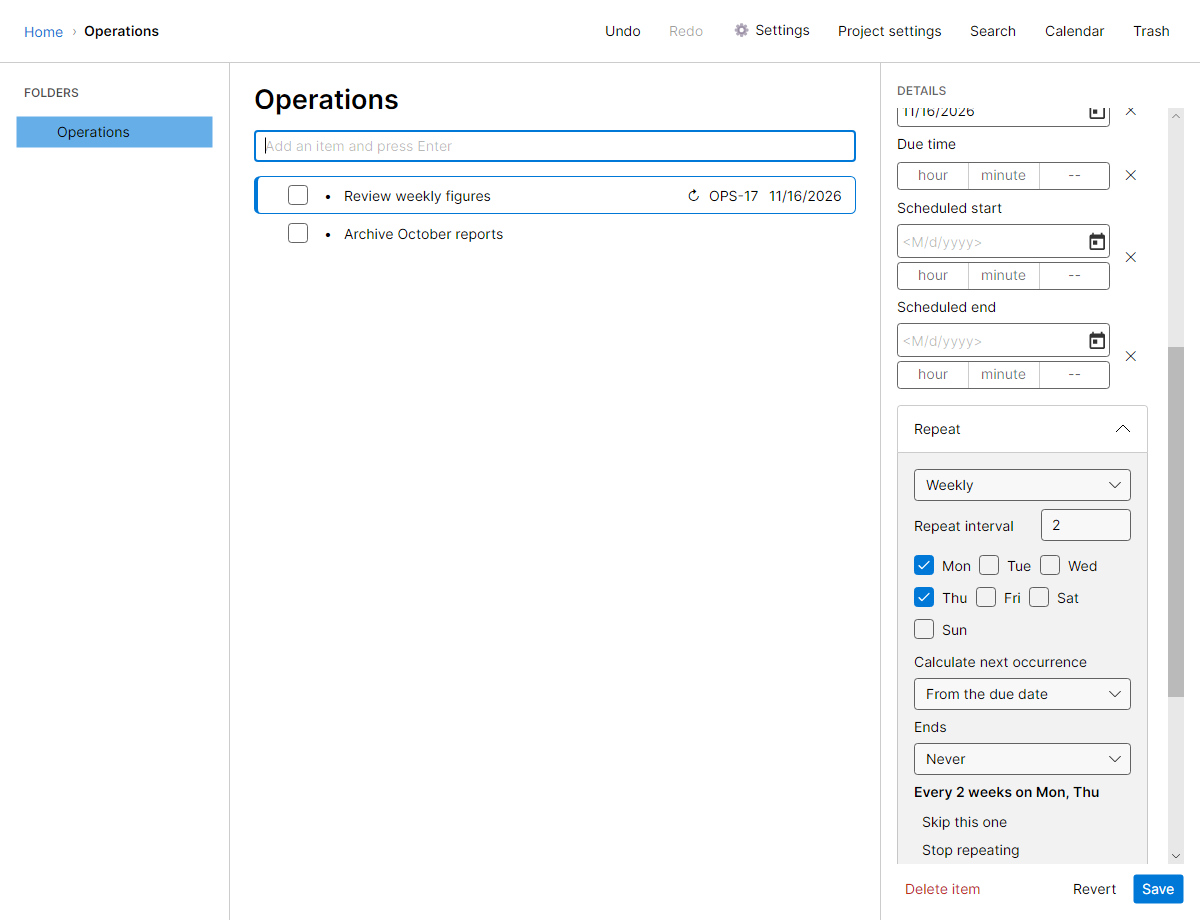 Home › Operations
Undo Redo Settings Project settings Search Calendar Trash
FOLDERS
Operations
Operations
Add an item and press Enter
• Review weekly figures OPS-17 11/16/2026
• Archive October reports
DETAILS
11/16/2026
Due time
hour minute --
Scheduled start
<M/d/yyyy>
hour minute --
Scheduled end
<M/d/yyyy>
hour minute --
Repeat
Weekly
Repeat interval 2
Mon Tue Wed
Thu Fri Sat
Sun
Calculate next occurrence
From the due date
Ends
Never
Every 2 weeks on Mon, Thu
Skip this one
Stop repeating
Delete item Revert Save